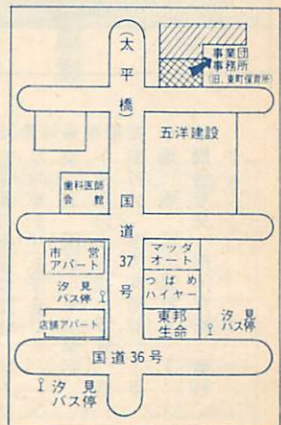 （太平橋）
事業団
事務所
（旧、東町保育所）
五洋建設
歯科医師
会館
国道37号
市営
アパート
マツダ
オート
汐見
バス停
つばめ
ハイヤー
店舗アパート
東邦
生命
汐見
バス停
国道36号
汐見
バス停